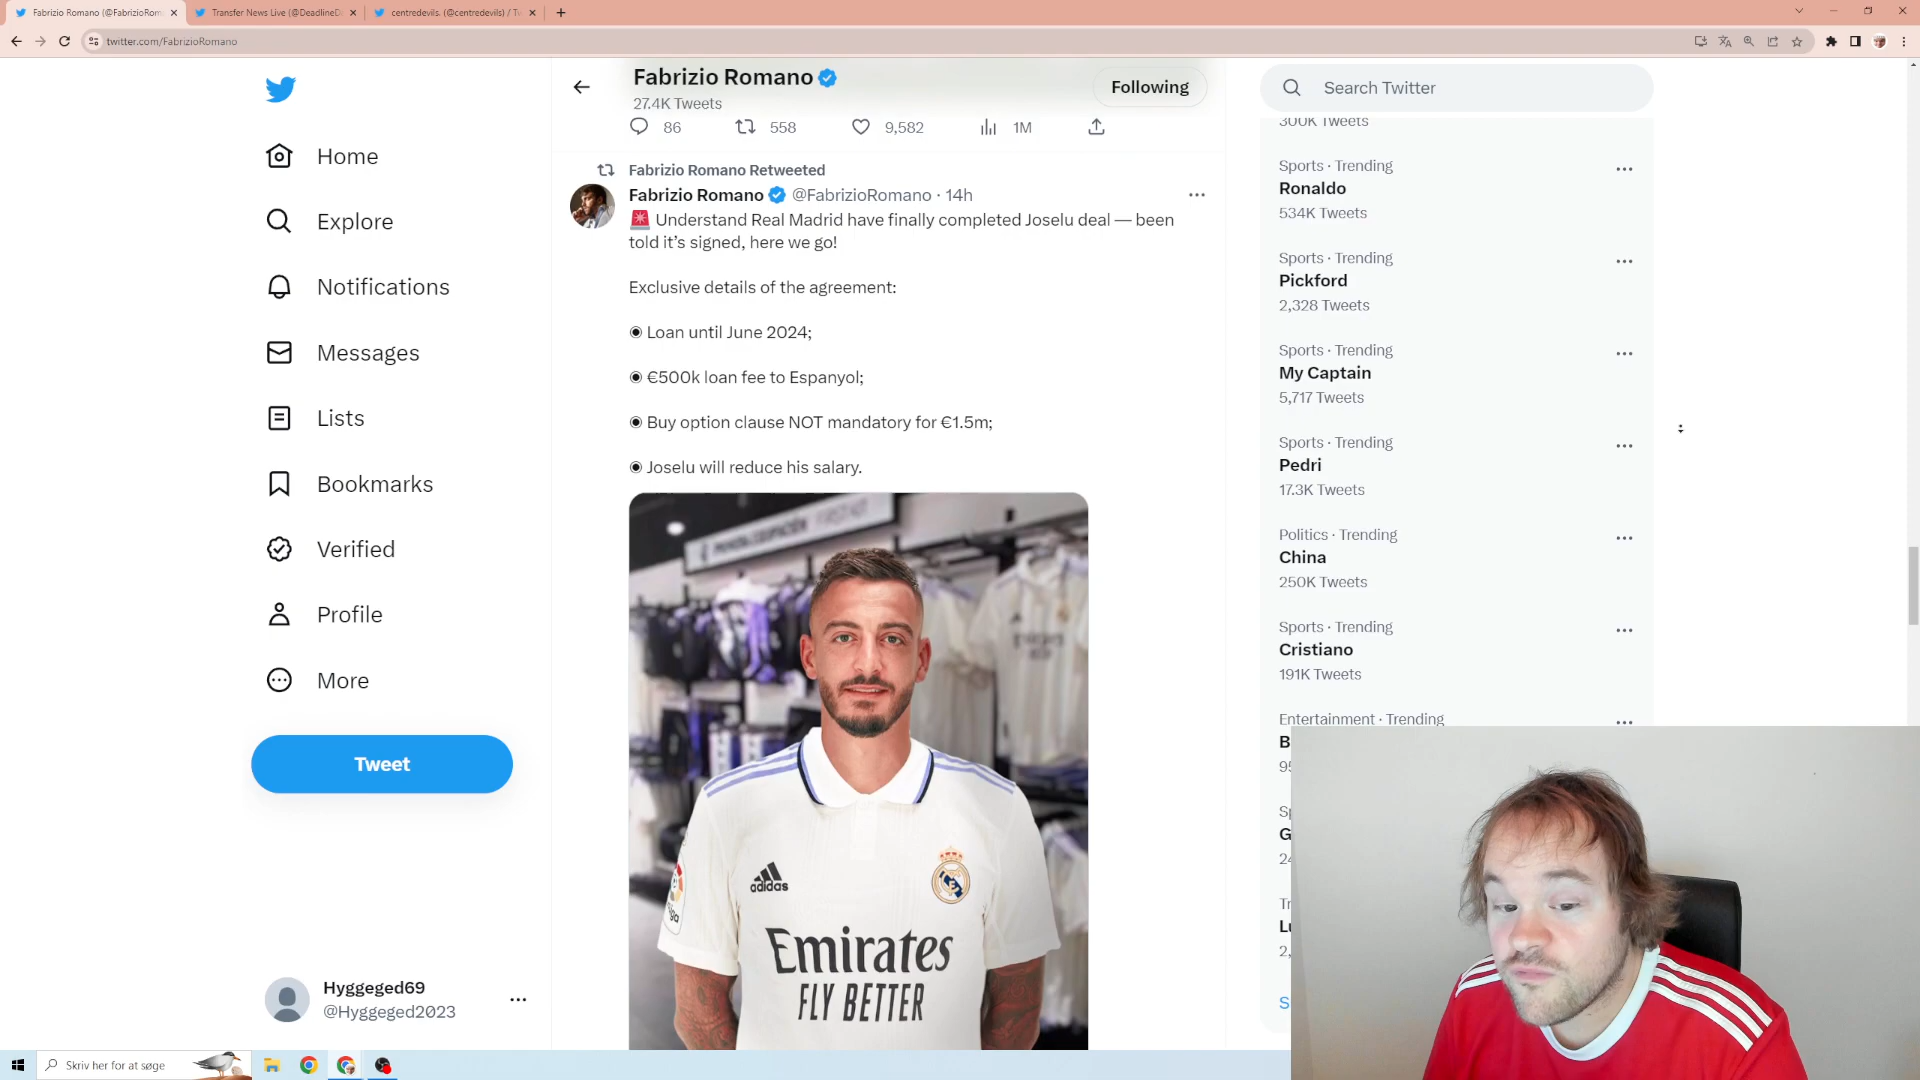 Fabrizio Romano (@FabrizioRom
Transfer News Live (@DeadlineD
centredevils. (@centredevils) / Tw
twitter.com/FabrizioRomano
Fabrizio Romano
27.4K Tweets
Following
Search Twitter
86
558
9,582
1M
Home
Explore
Notifications
Messages
Lists
Bookmarks
Verified
Profile
More
Tweet
Hyggeged69
@Hyggeged2023
Fabrizio Romano Retweeted
Fabrizio Romano @FabrizioRomano · 14h
🚨 Understand Real Madrid have finally completed Joselu deal — been
told it's signed, here we go!
Exclusive details of the agreement:
◉ Loan until June 2024;
◉ €500k loan fee to Espanyol;
◉ Buy option clause NOT mandatory for €1.5m;
◉ Joselu will reduce his salary.
adidas
Emirates
FLY BETTER
300K Tweets
Sports · Trending
Ronaldo
534K Tweets
Sports · Trending
Pickford
2,328 Tweets
Sports · Trending
My Captain
5,717 Tweets
Sports · Trending
Pedri
17.3K Tweets
Politics · Trending
China
250K Tweets
Sports · Trending
Cristiano
191K Tweets
Entertainment · Trending
Skriv her for at søge